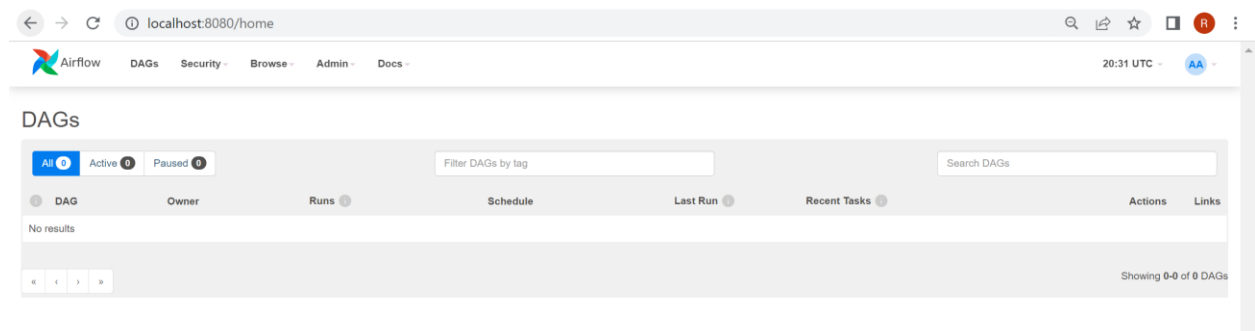 localhost:8080/home
R
Airflow DAGs Security Browse Admin Docs 20:31 UTC AA
DAGs
All 0 Active 0 Paused 0 Filter DAGs by tag Search DAGs
i DAG Owner Runs i Schedule Last Run i Recent Tasks i Actions Links
No results
« ‹ › » Showing 0-0 of 0 DAGs